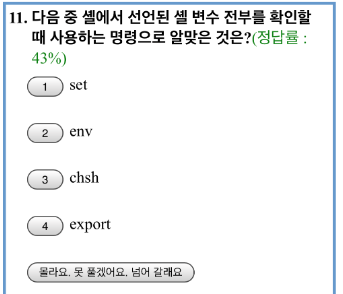 11. 다음 중 셸에서 선언된 셸 변수 전부를 확인할
때 사용하는 명령으로 알맞은 것은?(정답률 :
43%)
1 set
2 env
3 chsh
4 export
몰라요. 못 풀겠어요. 넘어 갈래요